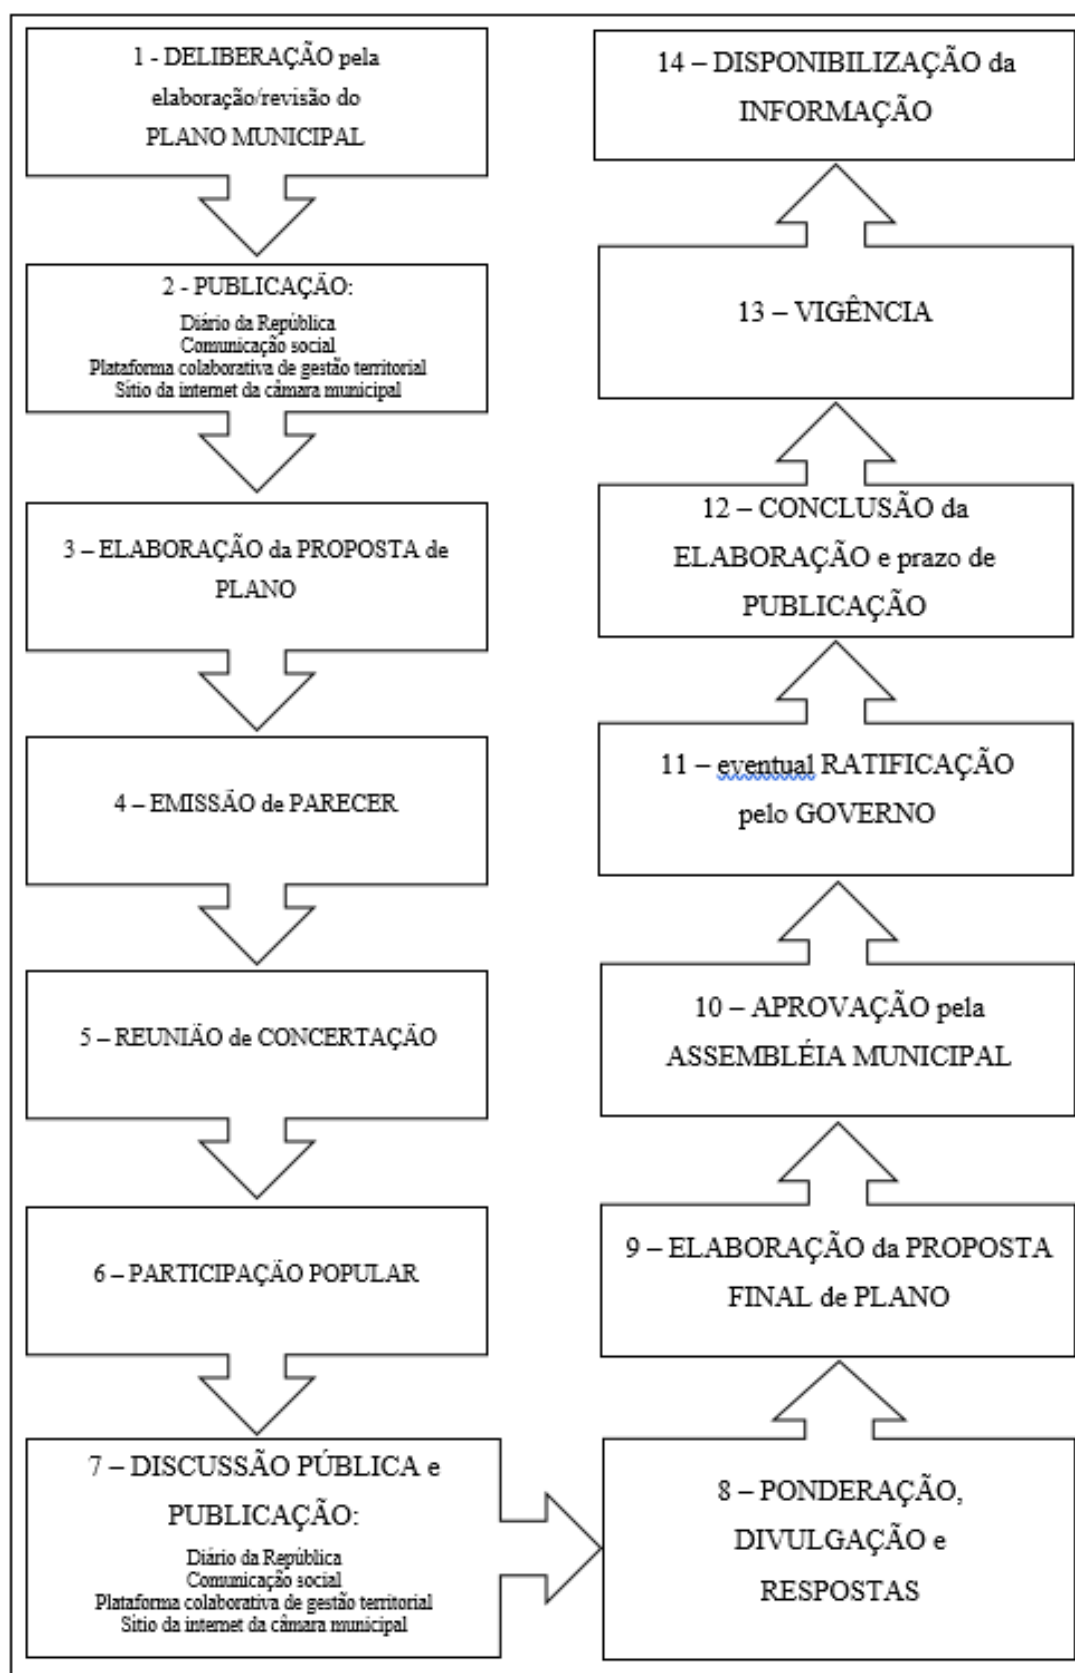 1 - DELIBERAÇÃO pela
elaboração/revisão do
PLANO MUNICIPAL
2 - PUBLICAÇÃO:
Diário da República
Comunicação social
Plataforma colaborativa de gestão territorial
Sítio da internet da câmara municipal
3 – ELABORAÇÃO da PROPOSTA de
PLANO
4 – EMISSÃO de PARECER
5 – REUNIÃO de CONCERTAÇÃO
6 – PARTICIPAÇÃO POPULAR
7 – DISCUSSÃO PÚBLICA e
PUBLICAÇÃO:
Diário da República
Comunicação social
Plataforma colaborativa de gestão territorial
Sítio da internet da câmara municipal
8 – PONDERAÇÃO,
DIVULGAÇÃO e
RESPOSTAS
9 – ELABORAÇÃO da PROPOSTA
FINAL de PLANO
10 – APROVAÇÃO pela
ASSEMBLÉIA MUNICIPAL
11 – eventual RATIFICAÇÃO
pelo GOVERNO
12 – CONCLUSÃO da
ELABORAÇÃO e prazo de
PUBLICAÇÃO
13 – VIGÊNCIA
14 – DISPONIBILIZAÇÃO da
INFORMAÇÃO